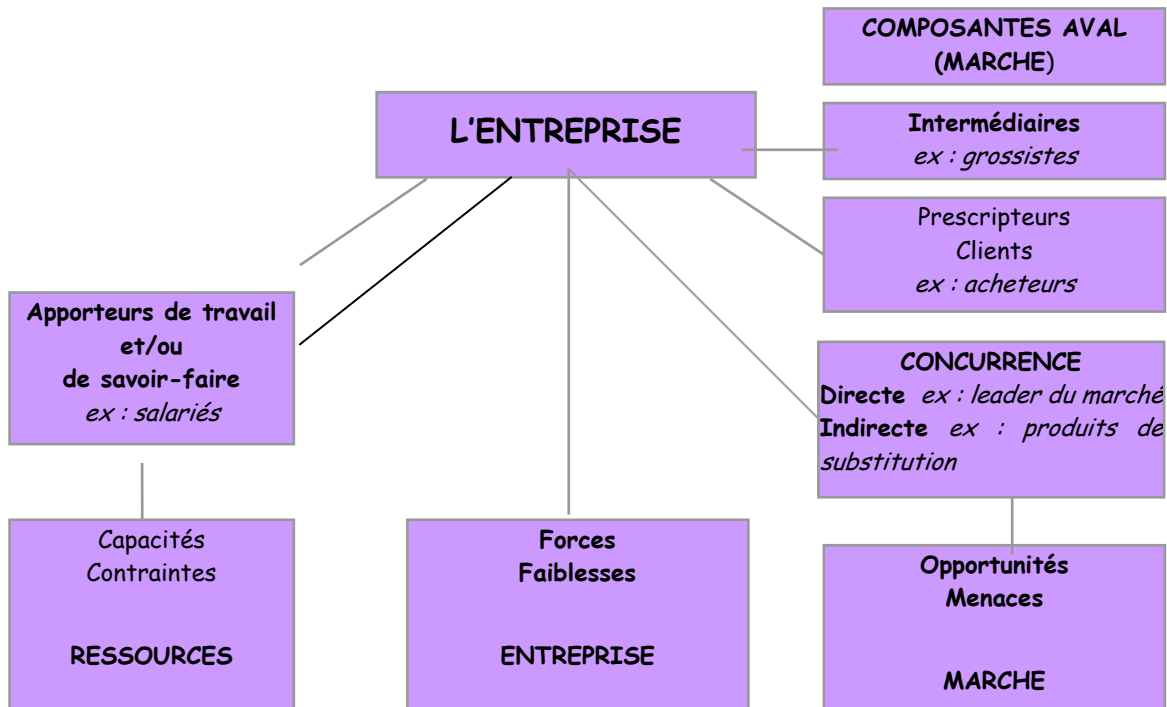 COMPOSANTES AVAL
(MARCHE)
L'ENTREPRISE
Intermédiaires
ex : grossistes
Prescripteurs
Clients
ex : acheteurs
Apporteurs de travail
et/ou
de savoir-faire
ex : salariés
CONCURRENCE
Directe ex : leader du marché
Indirecte ex : produits de
substitution
Capacités
Contraintes
RESSOURCES
Forces
Faiblesses
ENTREPRISE
Opportunités
Menaces
MARCHE